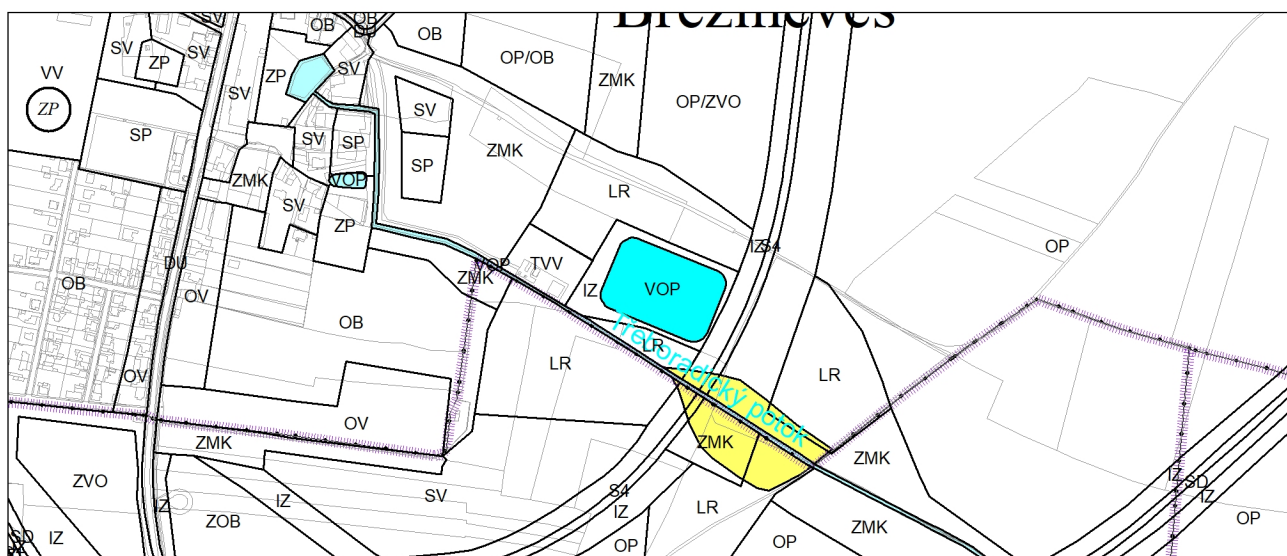 Březiněves
SV
OB
OB
DU
OB
OP/OB
SV
ZP
SV
VV
ZP
SP
SV
ZP
SV
ZMK
OP/ZVO
SV
SP
SV
SP
ZMK
ZMK
SV
VOP
ZP
LR
OP
IZ
S4
DU
OV
OB
OB
VOP
ZMK
TVV
IZ
VOP
Třeboradický potok
LR
LR
LR
OV
OV
ZMK
ZMK
ZMK
ZVO
IZ
IZ
ZOB
SV
S4
IZ
LR
OP
OP
ZMK
IZ
SD
IZ
OP
SD
IZ